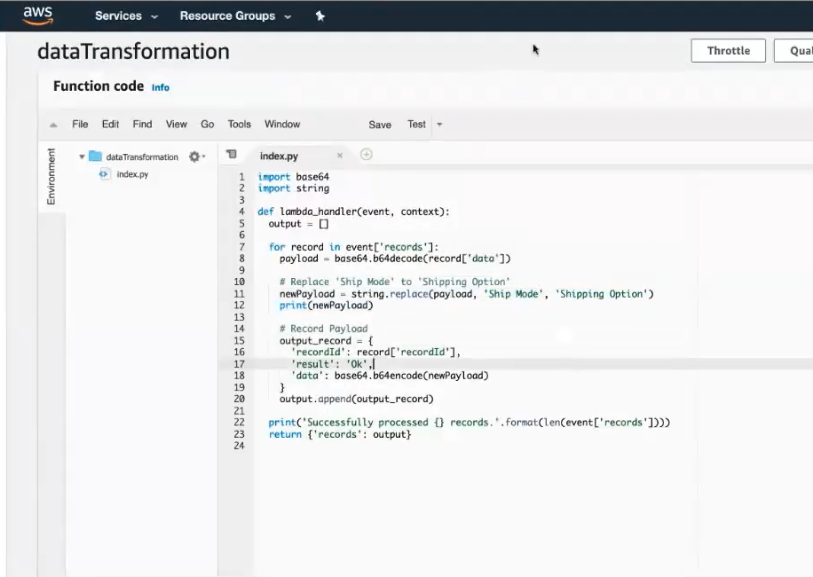 aws Services Resource Groups
dataTransformation Throttle Qual
Function code Info
File Edit Find View Go Tools Window Save Test
Environment
dataTransformation
index.py
index.py
1 import base64
2 import string
3
4 def lambda_handler(event, context):
5 output = []
6
7 for record in event['records']:
8 payload = base64.b64decode(record['data'])
9
10 # Replace 'Ship Mode' to 'Shipping Option'
11 newPayload = string.replace(payload, 'Ship Mode', 'Shipping Option')
12 print(newPayload)
13
14 # Record Payload
15 output_record = {
16 'recordId': record['recordId'],
17 'result': 'Ok',
18 'data': base64.b64encode(newPayload)
19 }
20 output.append(output_record)
21
22 print('Successfully processed {} records.'.format(len(event['records'])))
23 return {'records': output}
24